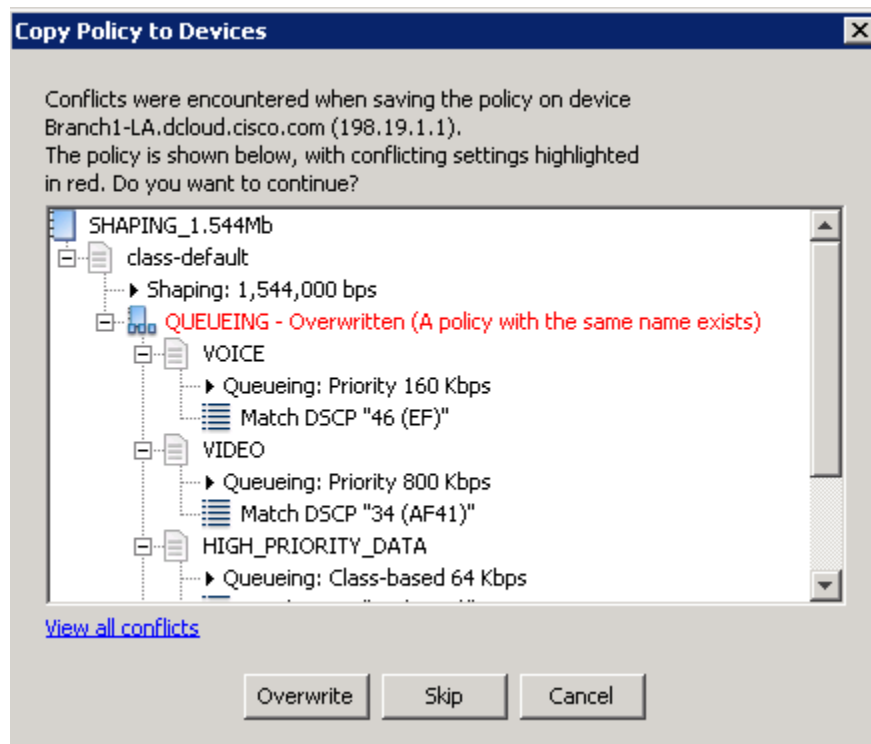 Copy Policy to Devices
Conflicts were encountered when saving the policy on device
Branch1-LA.dcloud.cisco.com (198.19.1.1).
The policy is shown below, with conflicting settings highlighted
in red. Do you want to continue?
SHAPING_1.544Mb
class-default
Shaping: 1,544,000 bps
QUEUEING - Overwritten (A policy with the same name exists)
VOICE
Queueing: Priority 160 Kbps
Match DSCP "46 (EF)"
VIDEO
Queueing: Priority 800 Kbps
Match DSCP "34 (AF41)"
HIGH_PRIORITY_DATA
Queueing: Class-based 64 Kbps
View all conflicts
Overwrite
Skip
Cancel